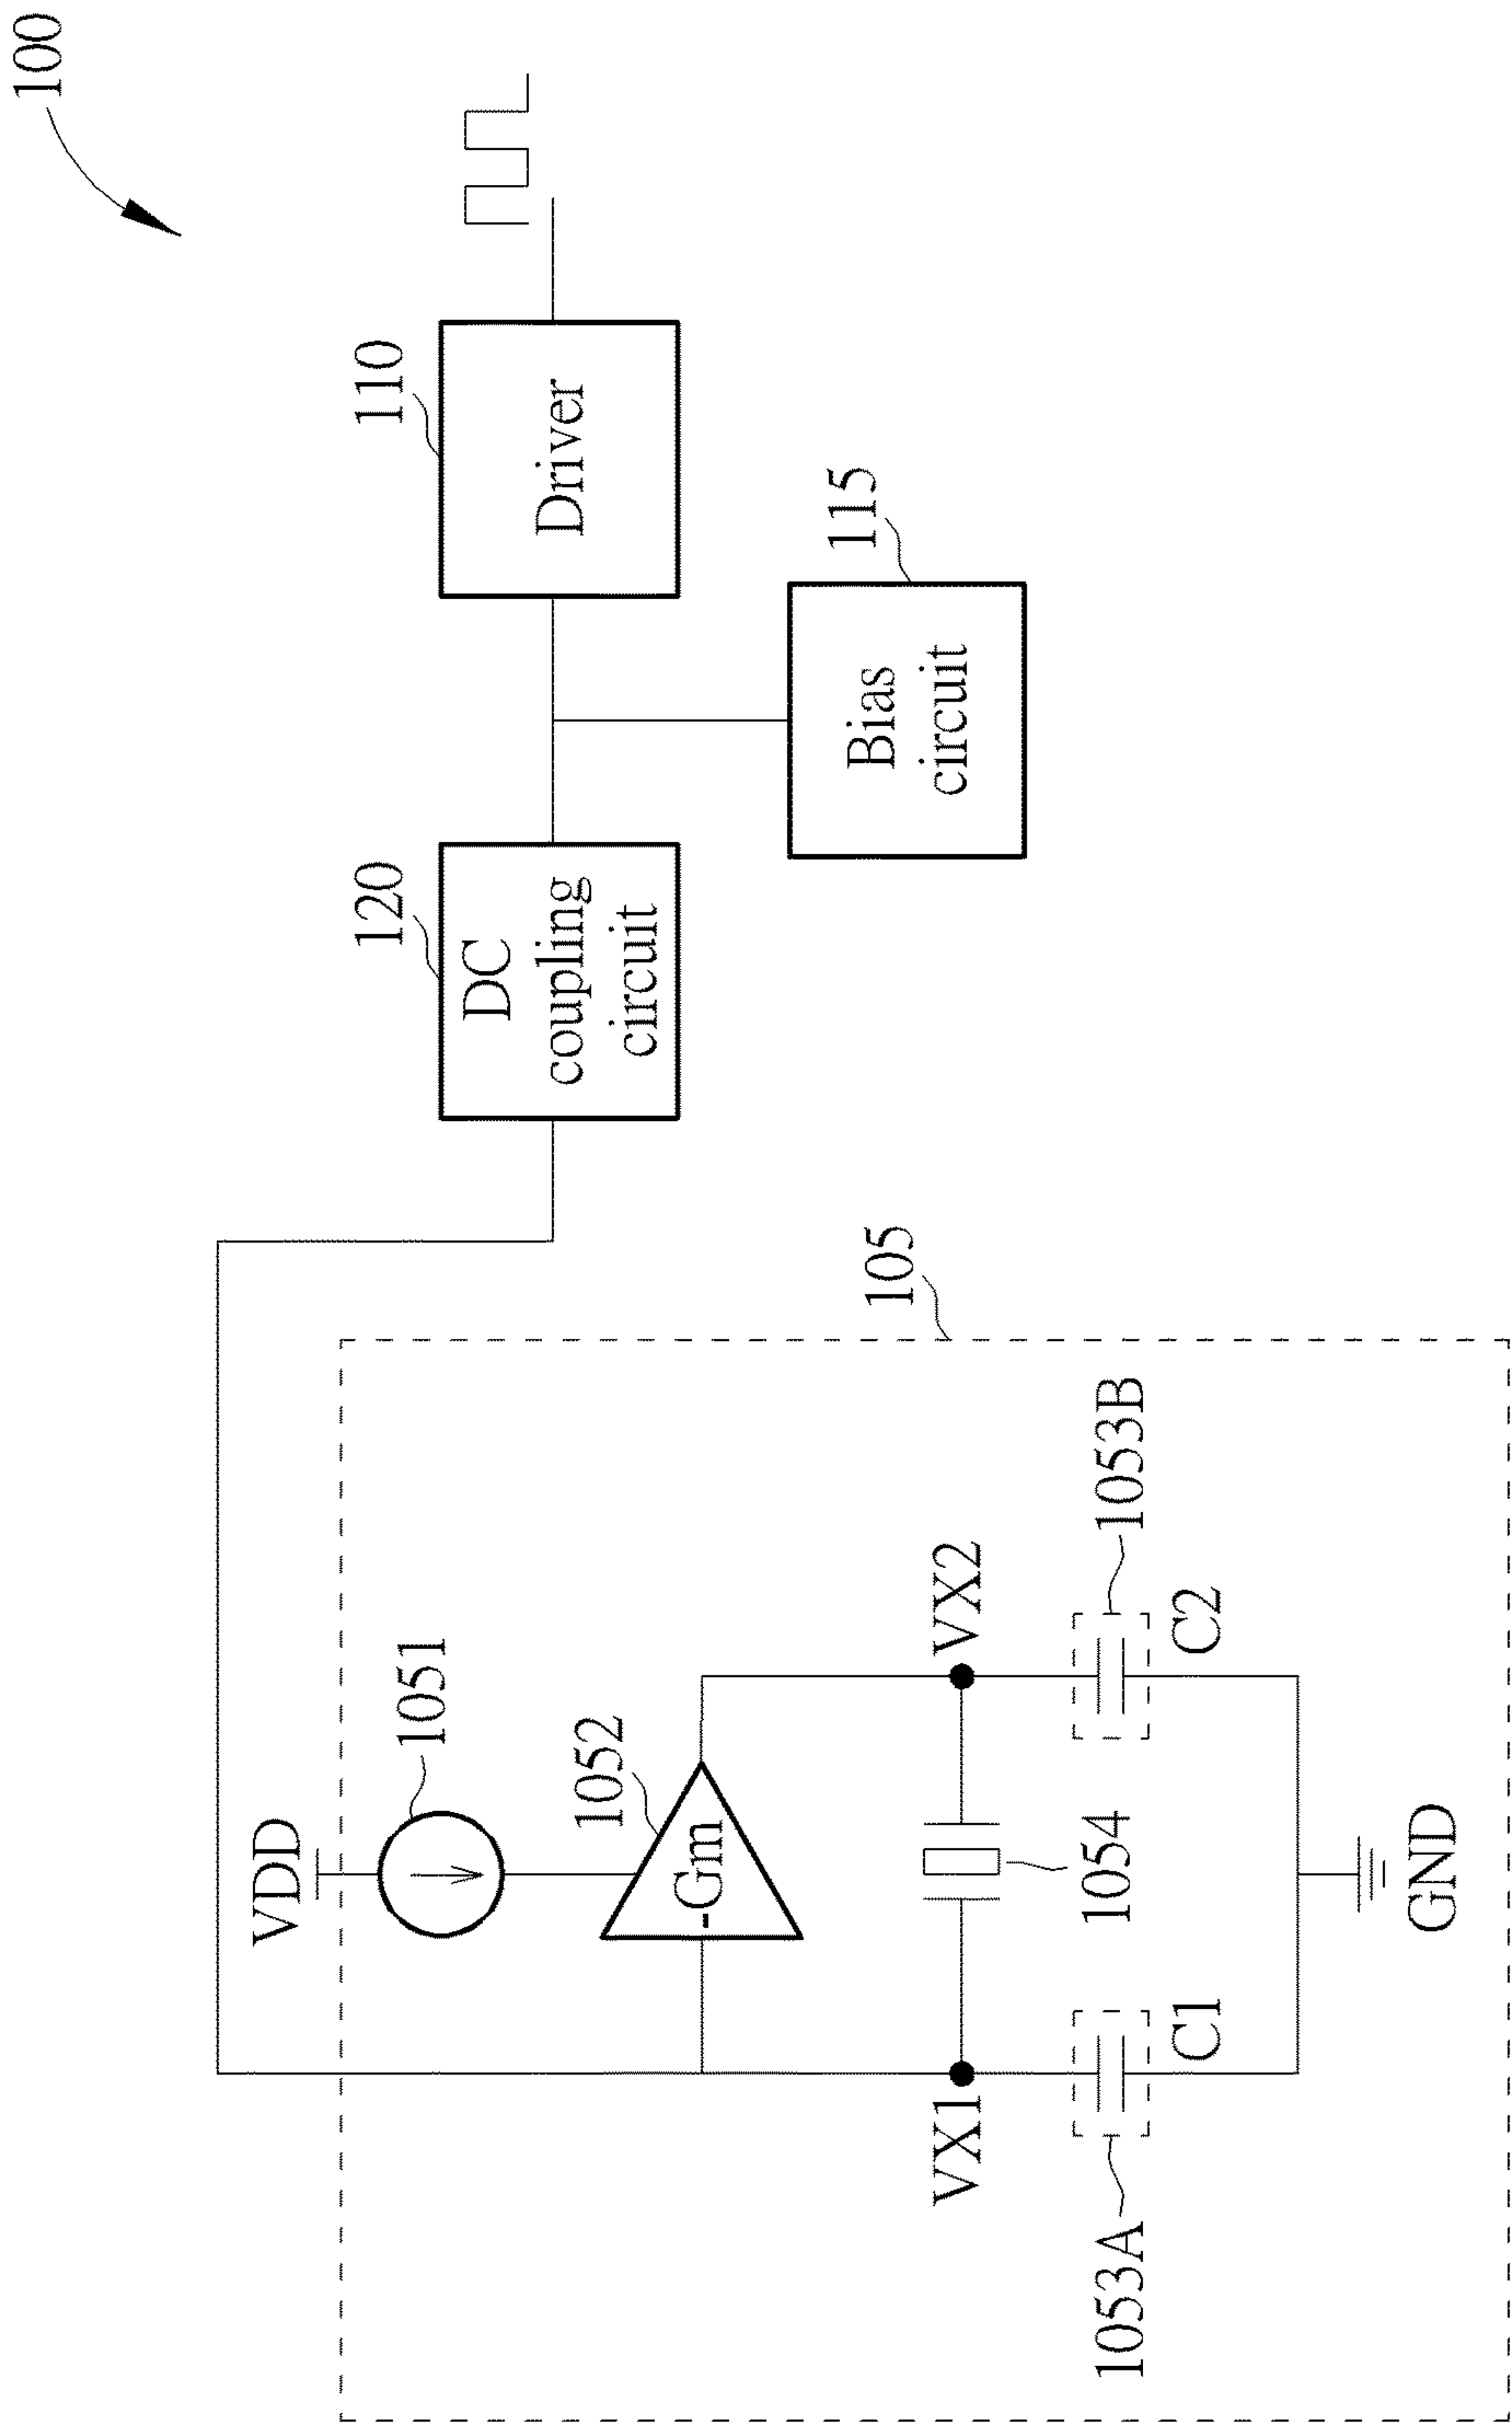 100
110
Driver
120
DC
coupling
circuit
115
Bias
circuit
105
VDD
1051
1052
-Gm
VX1
VX2
1054
1053A
C1
C2
1053B
GND